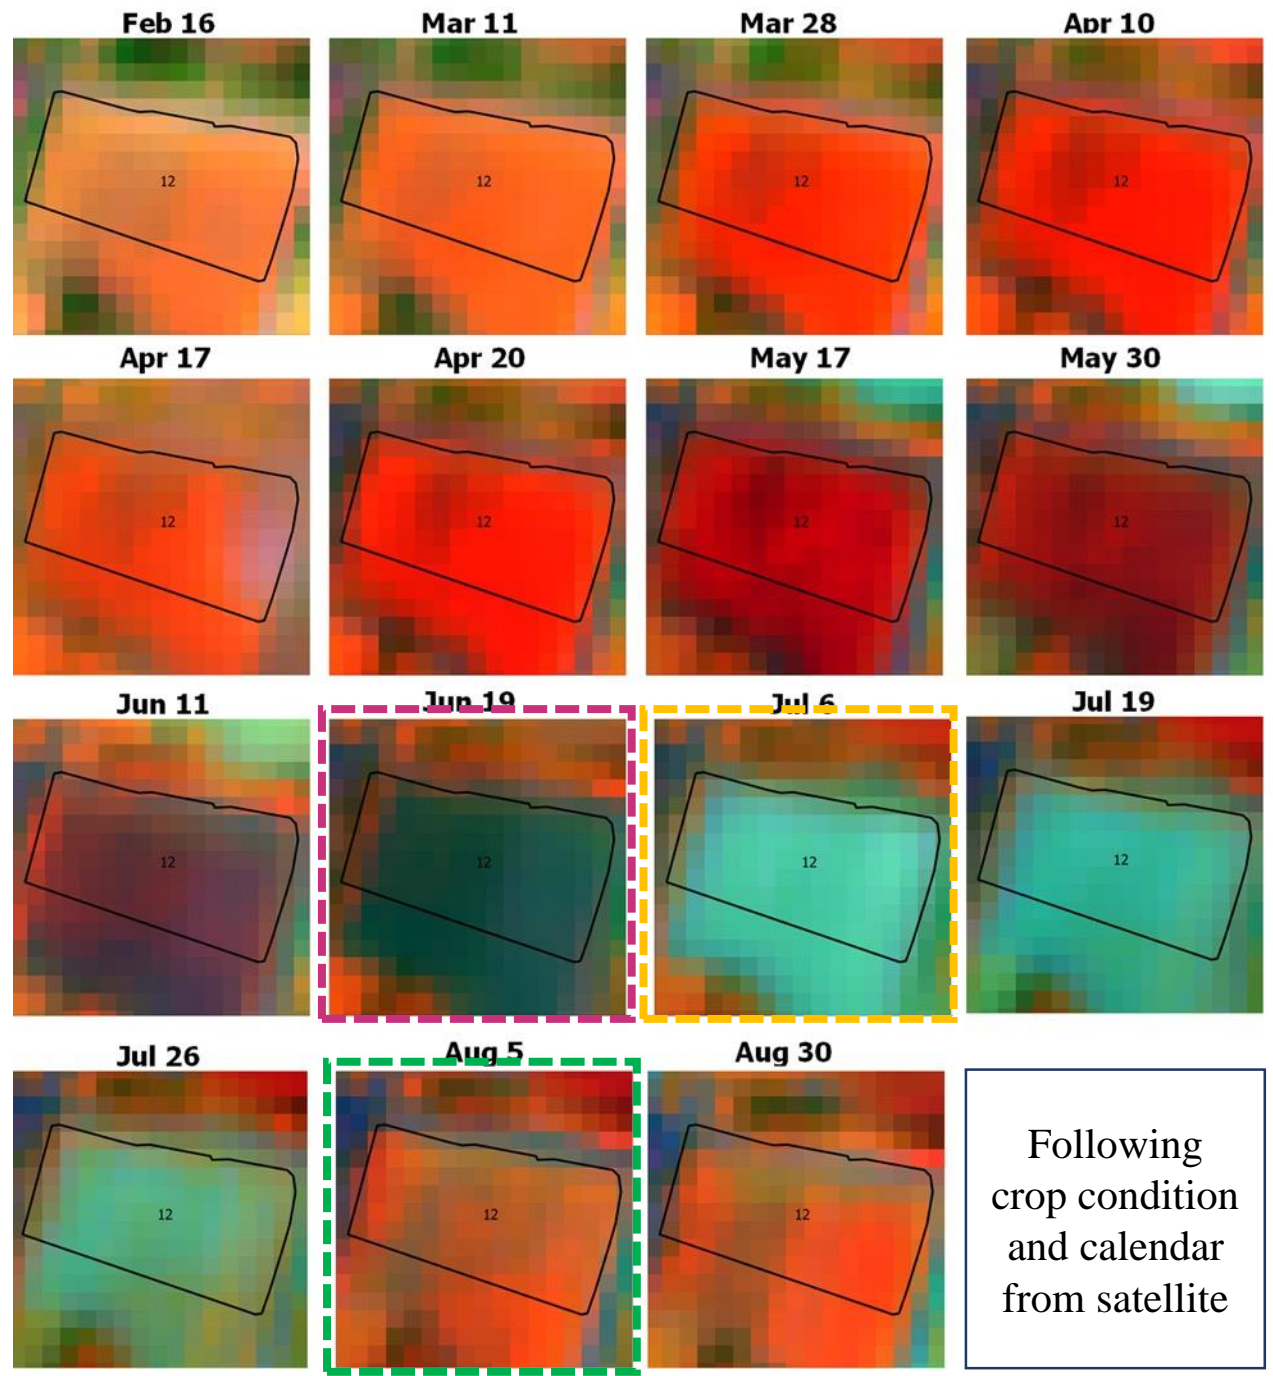 Feb 16
Mar 11
Mar 28
Apr 10
12
12
12
12
Apr 17
Apr 20
May 17
May 30
12
12
12
12
Jun 11
Jun 19
Jul 6
Jul 19
12
12
12
12
Jul 26
Aug 5
Aug 30
12
12
12
Following
crop condition
and calendar
from satellite